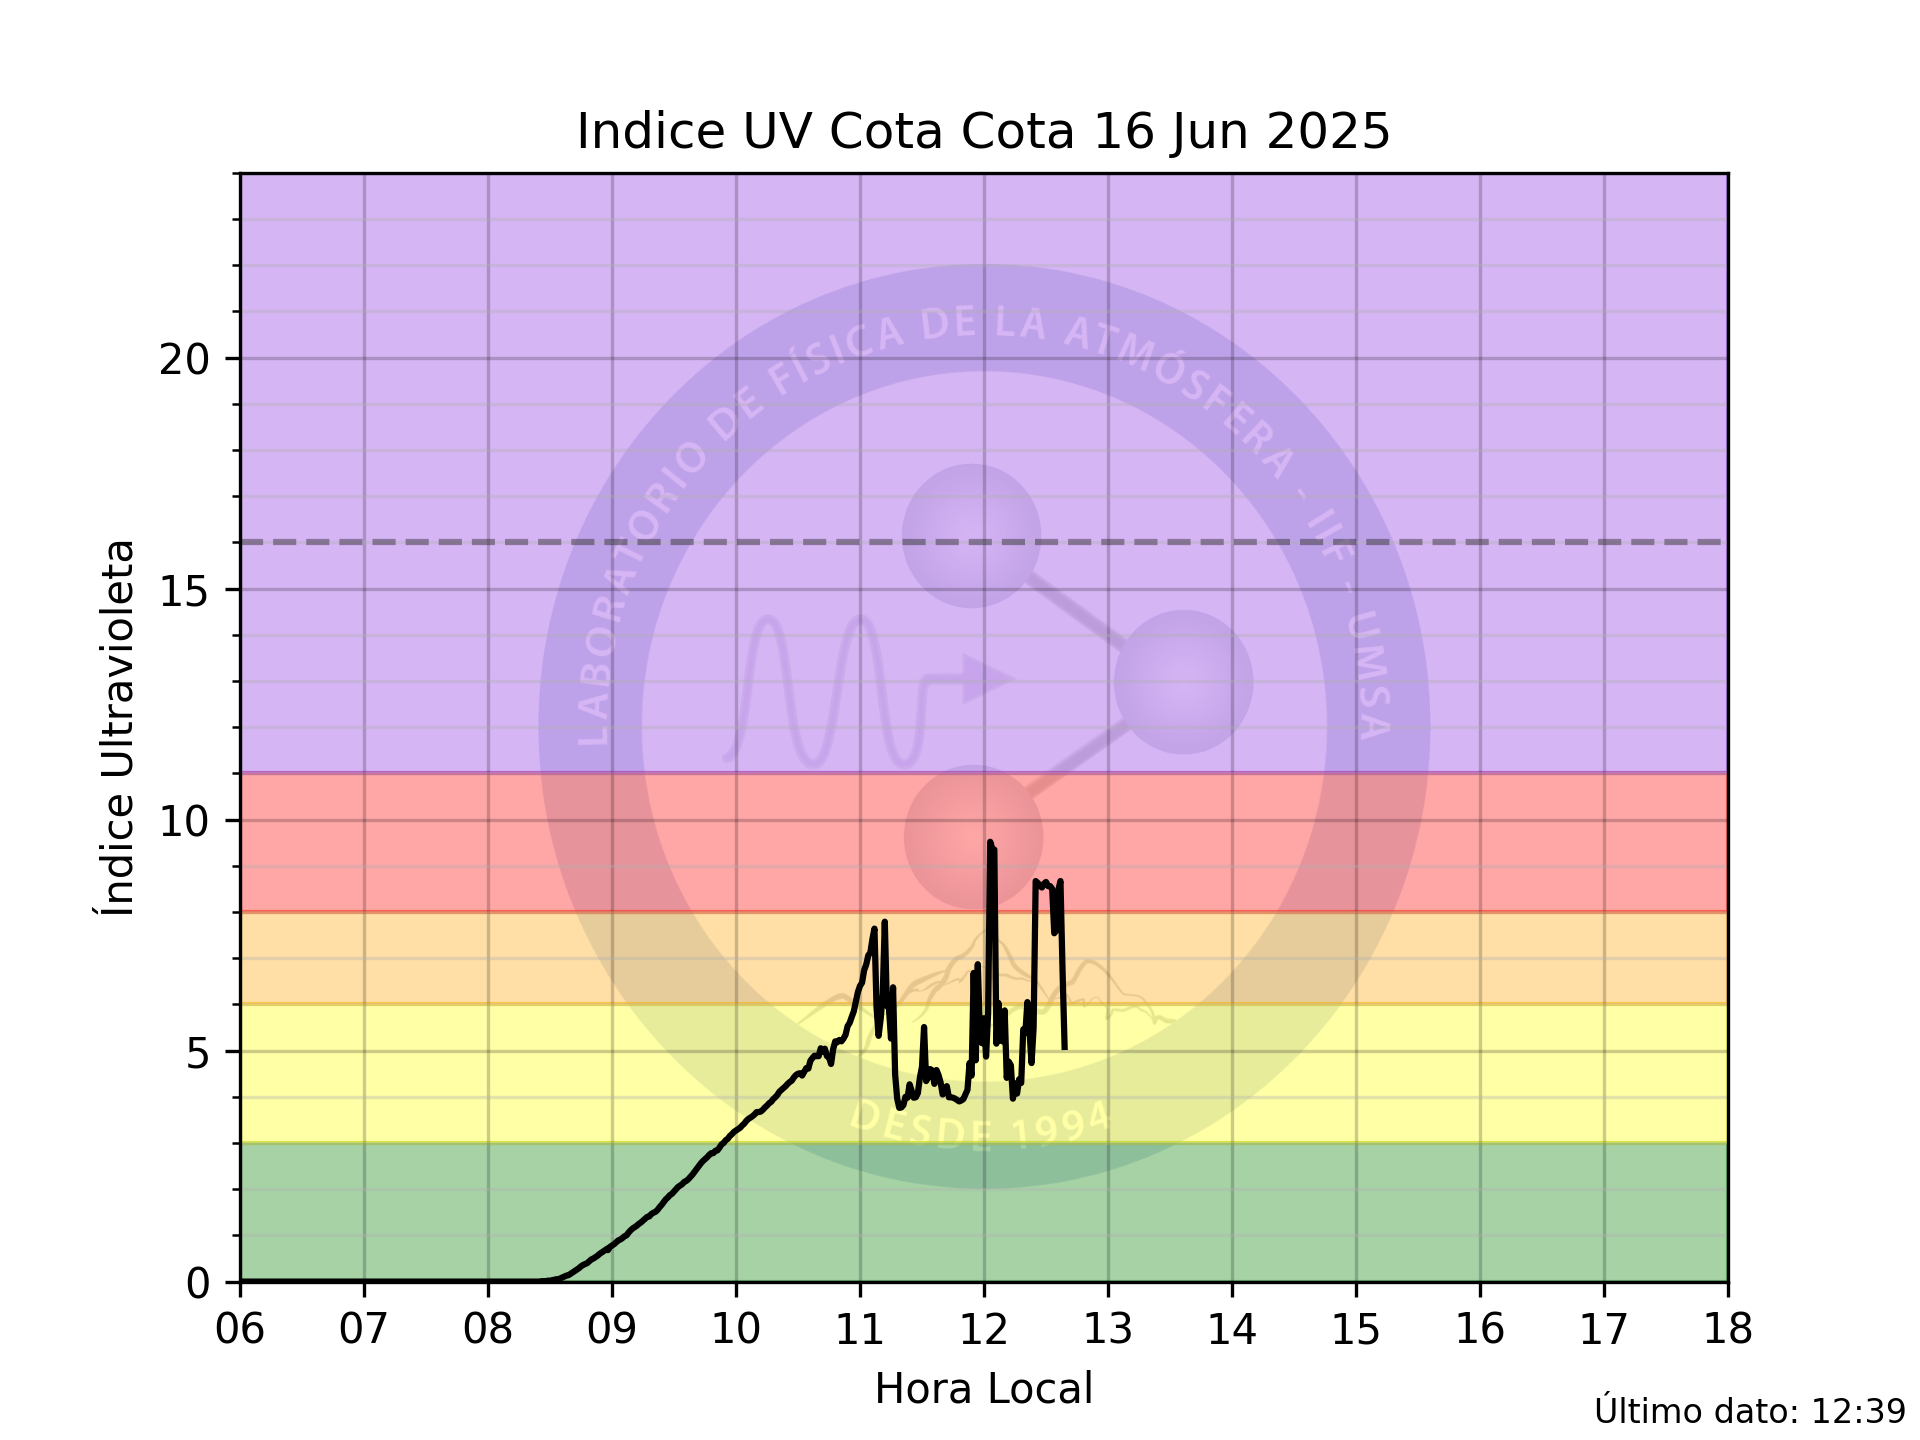 Indice UV Cota Cota 16 Jun 2025
20
15
10
5
0
Índice Ultravioleta
LABORATORIO DE FÍSICA DE LA ATMÓSFERA - IIF - UMSA
DESDE 1994
06 07 08 09 10 11 12 13 14 15 16 17 18
Hora Local
Último dato: 12:39